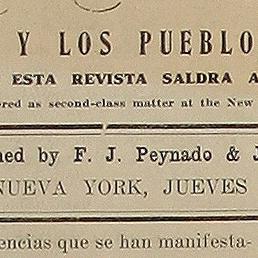 Y LOS PUEBLO
ESTA REVISTA SALDRA A
red as second-class matter at the New
ned by F. J. Peynado & J
NUEVA YORK, JUEVES
encias que se han manifesta-